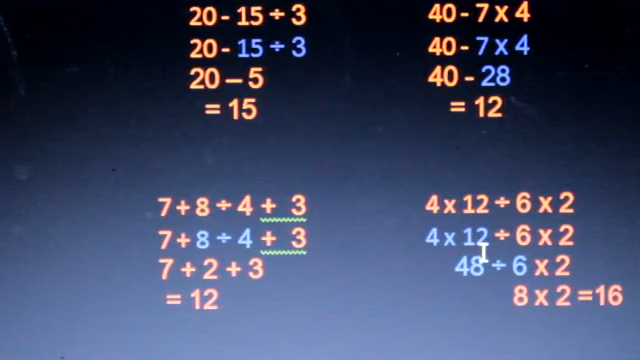 20 - 15 ÷ 3
20 - 15 ÷ 3
20 – 5
= 15
40 - 7 x 4
40 - 7 x 4
40 - 28
= 12
7 + 8 ÷ 4 + 3
7 + 8 ÷ 4 + 3
7 + 2 + 3
= 12
4 x 12 ÷ 6 x 2
4 x 12 ÷ 6 x 2
48 ÷ 6 x 2
8 x 2 =16